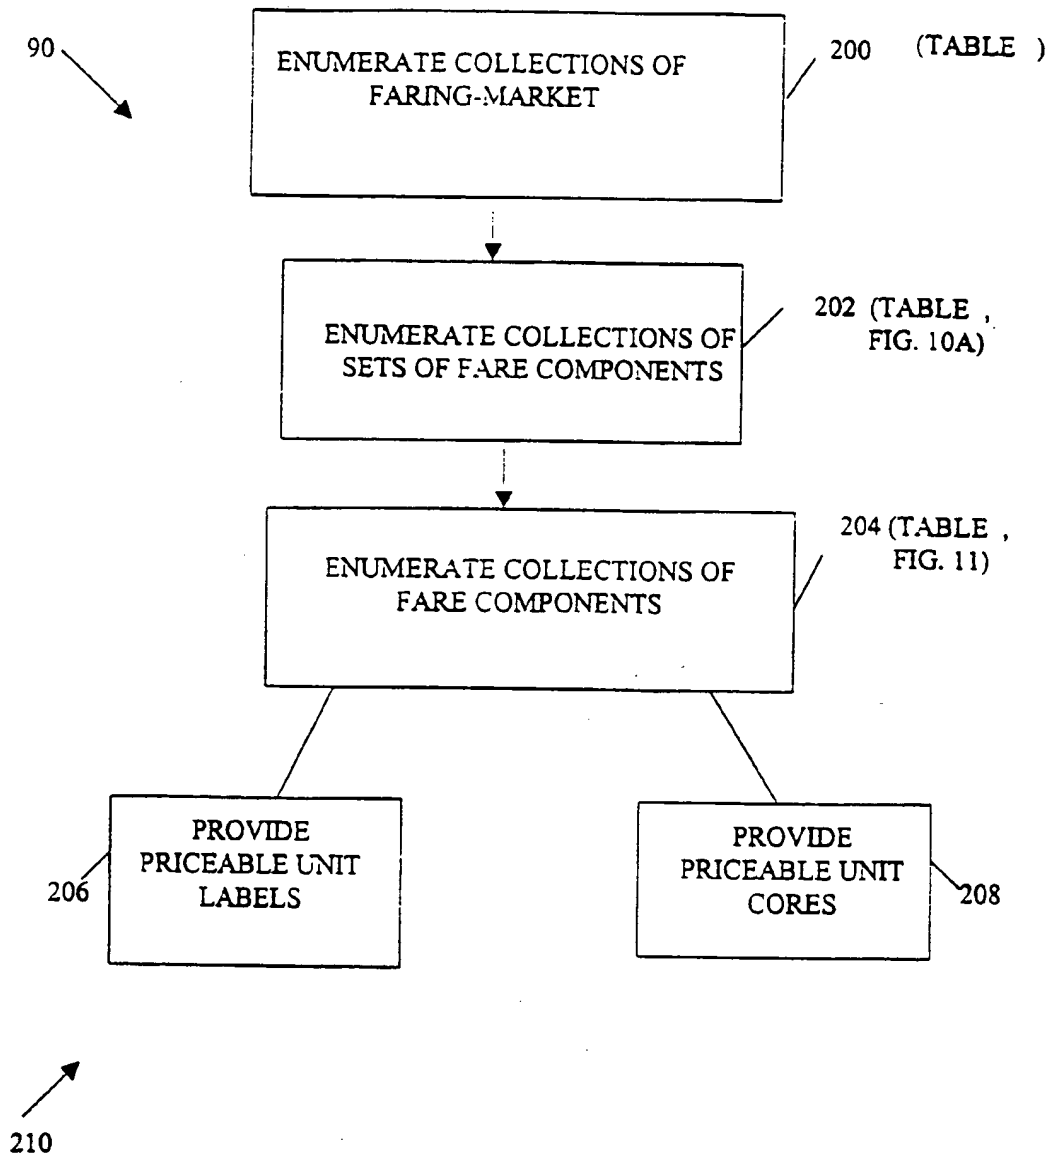 90
ENUMERATE COLLECTIONS OF
FARING-MARKET
200 (TABLE )
ENUMERATE COLLECTIONS OF
SETS OF FARE COMPONENTS
202 (TABLE ,
FIG. 10A)
ENUMERATE COLLECTIONS OF
FARE COMPONENTS
204 (TABLE ,
FIG. 11)
PROVIDE
PRICEABLE UNIT
LABELS
206
PROVIDE
PRICEABLE UNIT
CORES
208
210